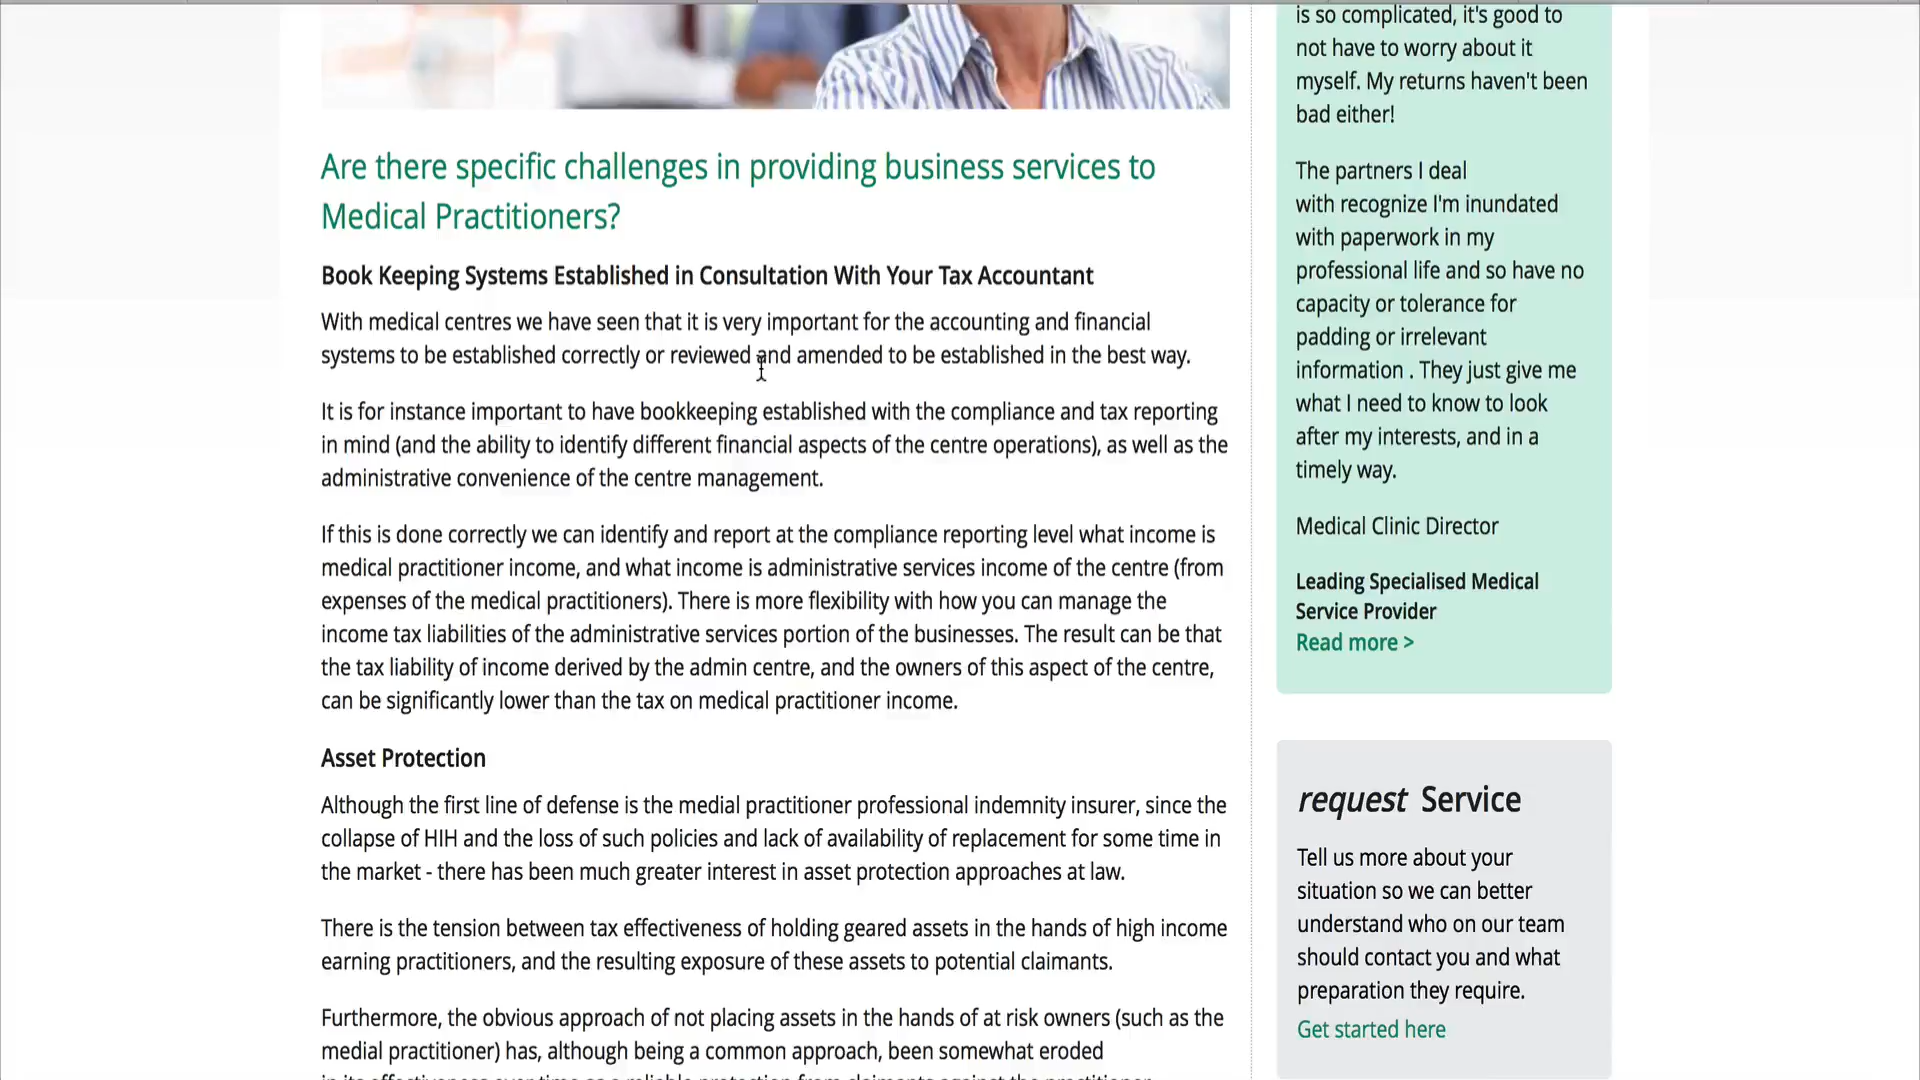 Are there specific challenges in providing business services to
Medical Practitioners?
Book Keeping Systems Established in Consultation With Your Tax Accountant
With medical centres we have seen that it is very important for the accounting and financial
systems to be established correctly or reviewed and amended to be established in the best way.
It is for instance important to have bookkeeping established with the compliance and tax reporting
in mind (and the ability to identify different financial aspects of the centre operations), as well as the
administrative convenience of the centre management.
If this is done correctly we can identify and report at the compliance reporting level what income is
medical practitioner income, and what income is administrative services income of the centre (from
expenses of the medical practitioners). There is more flexibility with how you can manage the
income tax liabilities of the administrative services portion of the businesses. The result can be that
the tax liability of income derived by the admin centre, and the owners of this aspect of the centre,
can be significantly lower than the tax on medical practitioner income.
Asset Protection
Although the first line of defense is the medial practitioner professional indemnity insurer, since the
collapse of HIH and the loss of such policies and lack of availability of replacement for some time in
the market - there has been much greater interest in asset protection approaches at law.
There is the tension between tax effectiveness of holding geared assets in the hands of high income
earning practitioners, and the resulting exposure of these assets to potential claimants.
Furthermore, the obvious approach of not placing assets in the hands of at risk owners (such as the
medial practitioner) has, although being a common approach, been somewhat eroded
in its effectiveness over time as a reliable protection from claimants against the practitioner
is so complicated, it's good to
not have to worry about it
myself. My returns haven't been
bad either!
The partners I deal
with recognize I'm inundated
with paperwork in my
professional life and so have no
capacity or tolerance for
padding or irrelevant
information . They just give me
what I need to know to look
after my interests, and in a
timely way.
Medical Clinic Director
Leading Specialised Medical
Service Provider
Read more >
request Service
Tell us more about your
situation so we can better
understand who on our team
should contact you and what
preparation they require.
Get started here